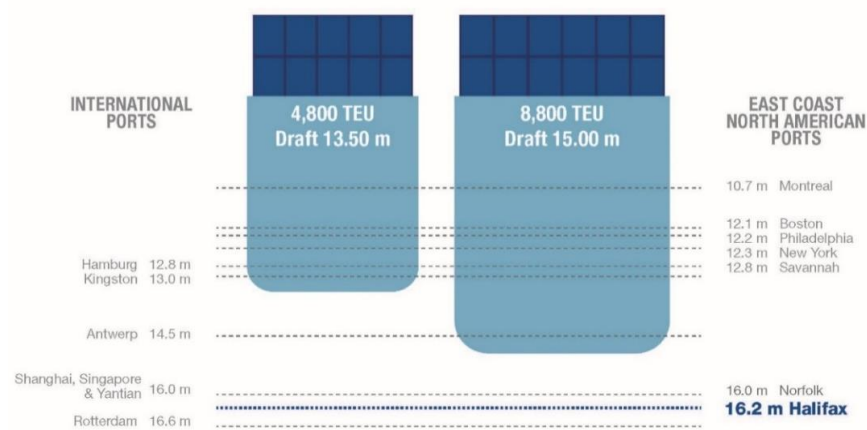 INTERNATIONAL
PORTS
4,800 TEU
Draft 13.50 m
8,800 TEU
Draft 15.00 m
EAST COAST
NORTH AMERICAN
PORTS
10.7 m Montreal
12.1 m Boston
12.2 m Philadelphia
12.3 m New York
Hamburg 12.8 m
12.8 m Savannah
Kingston 13.0 m
Antwerp 14.5 m
Shanghai, Singapore
& Yantian 16.0 m
16.0 m Norfolk
16.2 m Halifax
Rotterdam 16.6 m